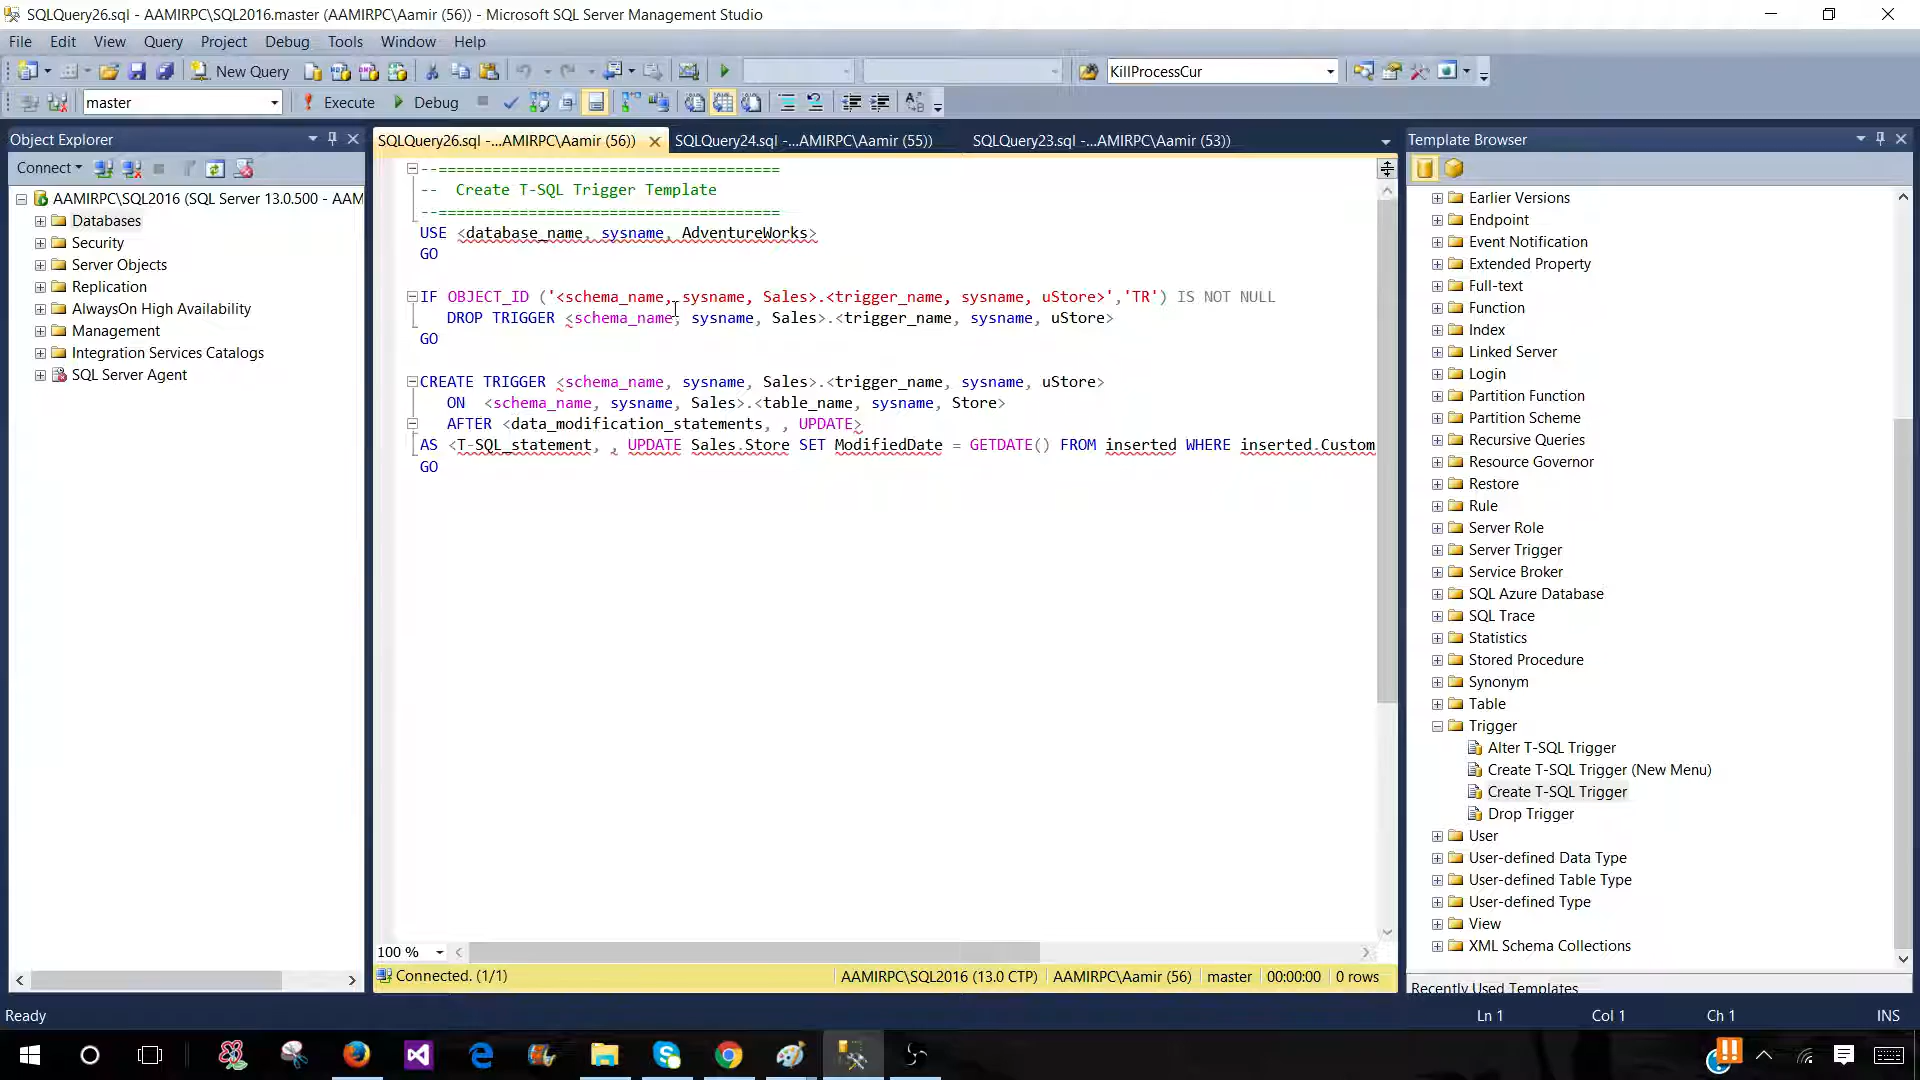 SQLQuery26.sql - AAMIRPC\SQL2016.master (AAMIRPC\Aamir (56)) - Microsoft SQL Server Management Studio
File Edit View Query Project Debug Tools Window Help
New Query KillProcessCur
master Execute Debug
Object Explorer
Connect
AAMIRPC\SQL2016 (SQL Server 13.0.500 - AAM
Databases
Security
Server Objects
Replication
AlwaysOn High Availability
Management
Integration Services Catalogs
SQL Server Agent
SQLQuery26.sql -...AMIRPC\Aamir (56)) SQLQuery24.sql -...AMIRPC\Aamir (55)) SQLQuery23.sql -...AMIRPC\Aamir (53))
--======================================
-- Create T-SQL Trigger Template
--======================================
USE <database_name, sysname, AdventureWorks>
GO
IF OBJECT_ID ('<schema_name, sysname, Sales>.<trigger_name, sysname, uStore>','TR') IS NOT NULL
DROP TRIGGER <schema_name, sysname, Sales>.<trigger_name, sysname, uStore>
GO
CREATE TRIGGER <schema_name, sysname, Sales>.<trigger_name, sysname, uStore>
ON <schema_name, sysname, Sales>.<table_name, sysname, Store>
AFTER <data_modification_statements, , UPDATE>
AS <T-SQL_statement, , UPDATE Sales.Store SET ModifiedDate = GETDATE() FROM inserted WHERE inserted.Custom
GO
100 %
Connected. (1/1) AAMIRPC\SQL2016 (13.0 CTP) AAMIRPC\Aamir (56) master 00:00:00 0 rows
Template Browser
Earlier Versions
Endpoint
Event Notification
Extended Property
Full-text
Function
Index
Linked Server
Login
Partition Function
Partition Scheme
Recursive Queries
Resource Governor
Restore
Rule
Server Role
Server Trigger
Service Broker
SQL Azure Database
SQL Trace
Statistics
Stored Procedure
Synonym
Table
Trigger
Alter T-SQL Trigger
Create T-SQL Trigger (New Menu)
Create T-SQL Trigger
Drop Trigger
User
User-defined Data Type
User-defined Table Type
User-defined Type
View
XML Schema Collections
Recently Used Templates
Ready Ln 1 Col 1 Ch 1 INS